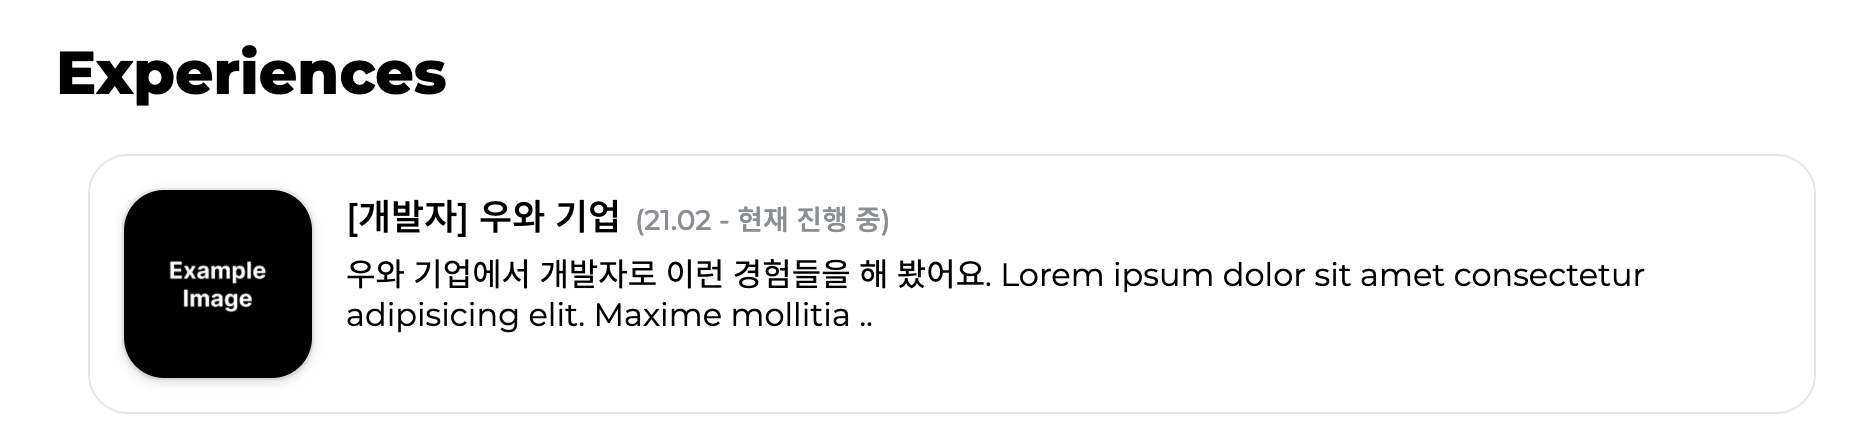 Experiences
Example
Image
[개발자] 우와 기업 (21.02 - 현재 진행 중)
우와 기업에서 개발자로 이런 경험들을 해 봤어요. Lorem ipsum dolor sit amet consectetur
adipisicing elit. Maxime mollitia ..